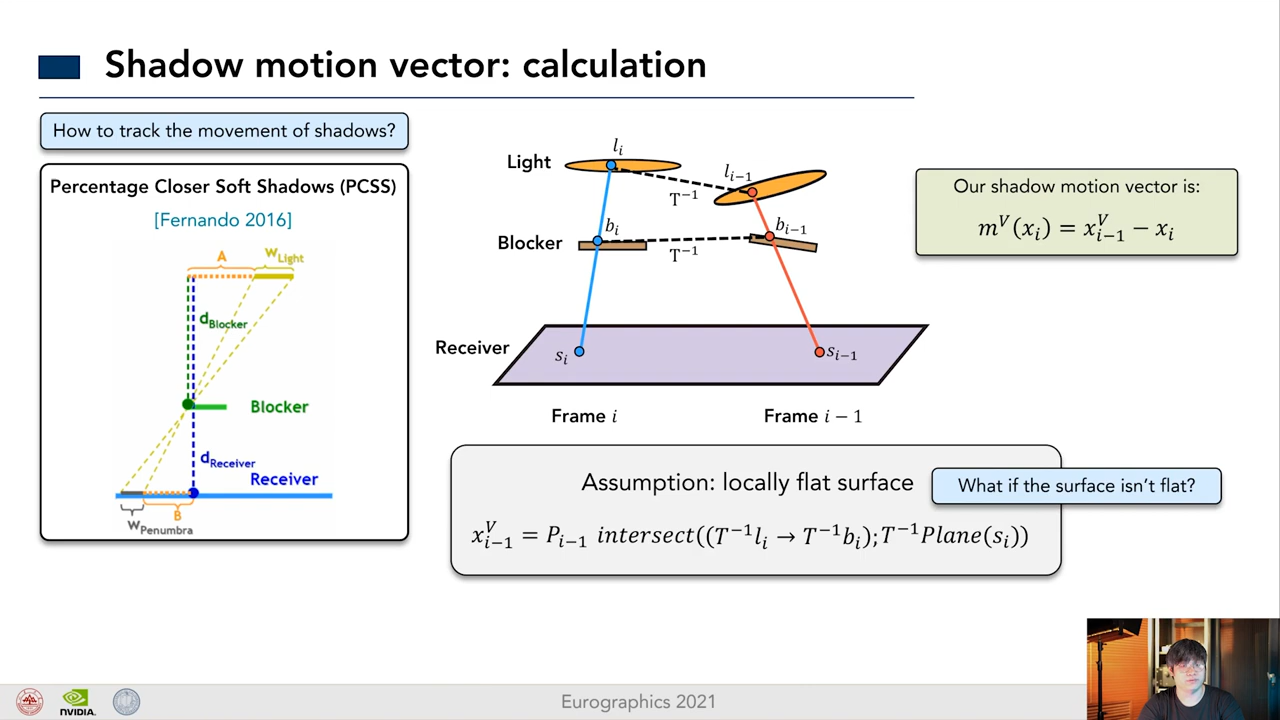 Shadow motion vector: calculation
How to track the movement of shadows?
Percentage Closer Soft Shadows (PCSS)
[Fernando 2016]
A
W_Light
d_Blocker
Blocker
d_Receiver
Receiver
B
W_Penumbra
Light
l_i
l_{i-1}
T^{-1}
Blocker
b_i
b_{i-1}
T^{-1}
Receiver
s_i
s_{i-1}
Frame i
Frame i − 1
Our shadow motion vector is:
m^V(x_i) = x_{i-1}^V − x_i
Assumption: locally flat surface
What if the surface isn't flat?
x_{i-1}^V = P_{i-1} intersect((T^{-1}l_i → T^{-1}b_i); T^{-1}Plane(s_i))
NVIDIA.
Eurographics 2021